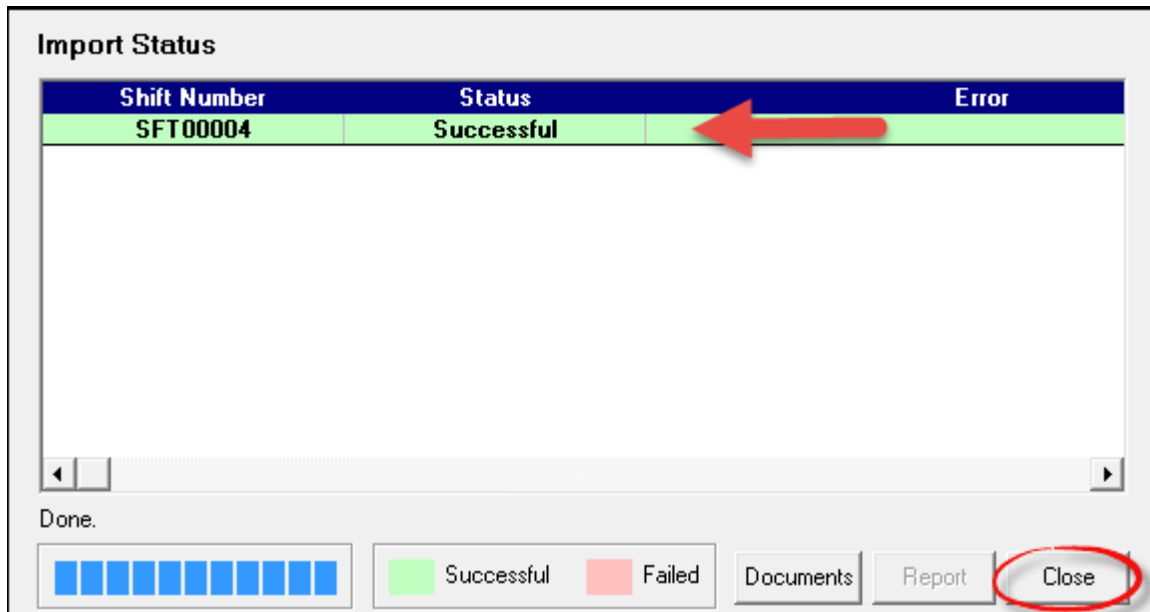 Import Status
Shift Number Status Error
SFT00004 Successful
Done.
Successful Failed Documents Report Close